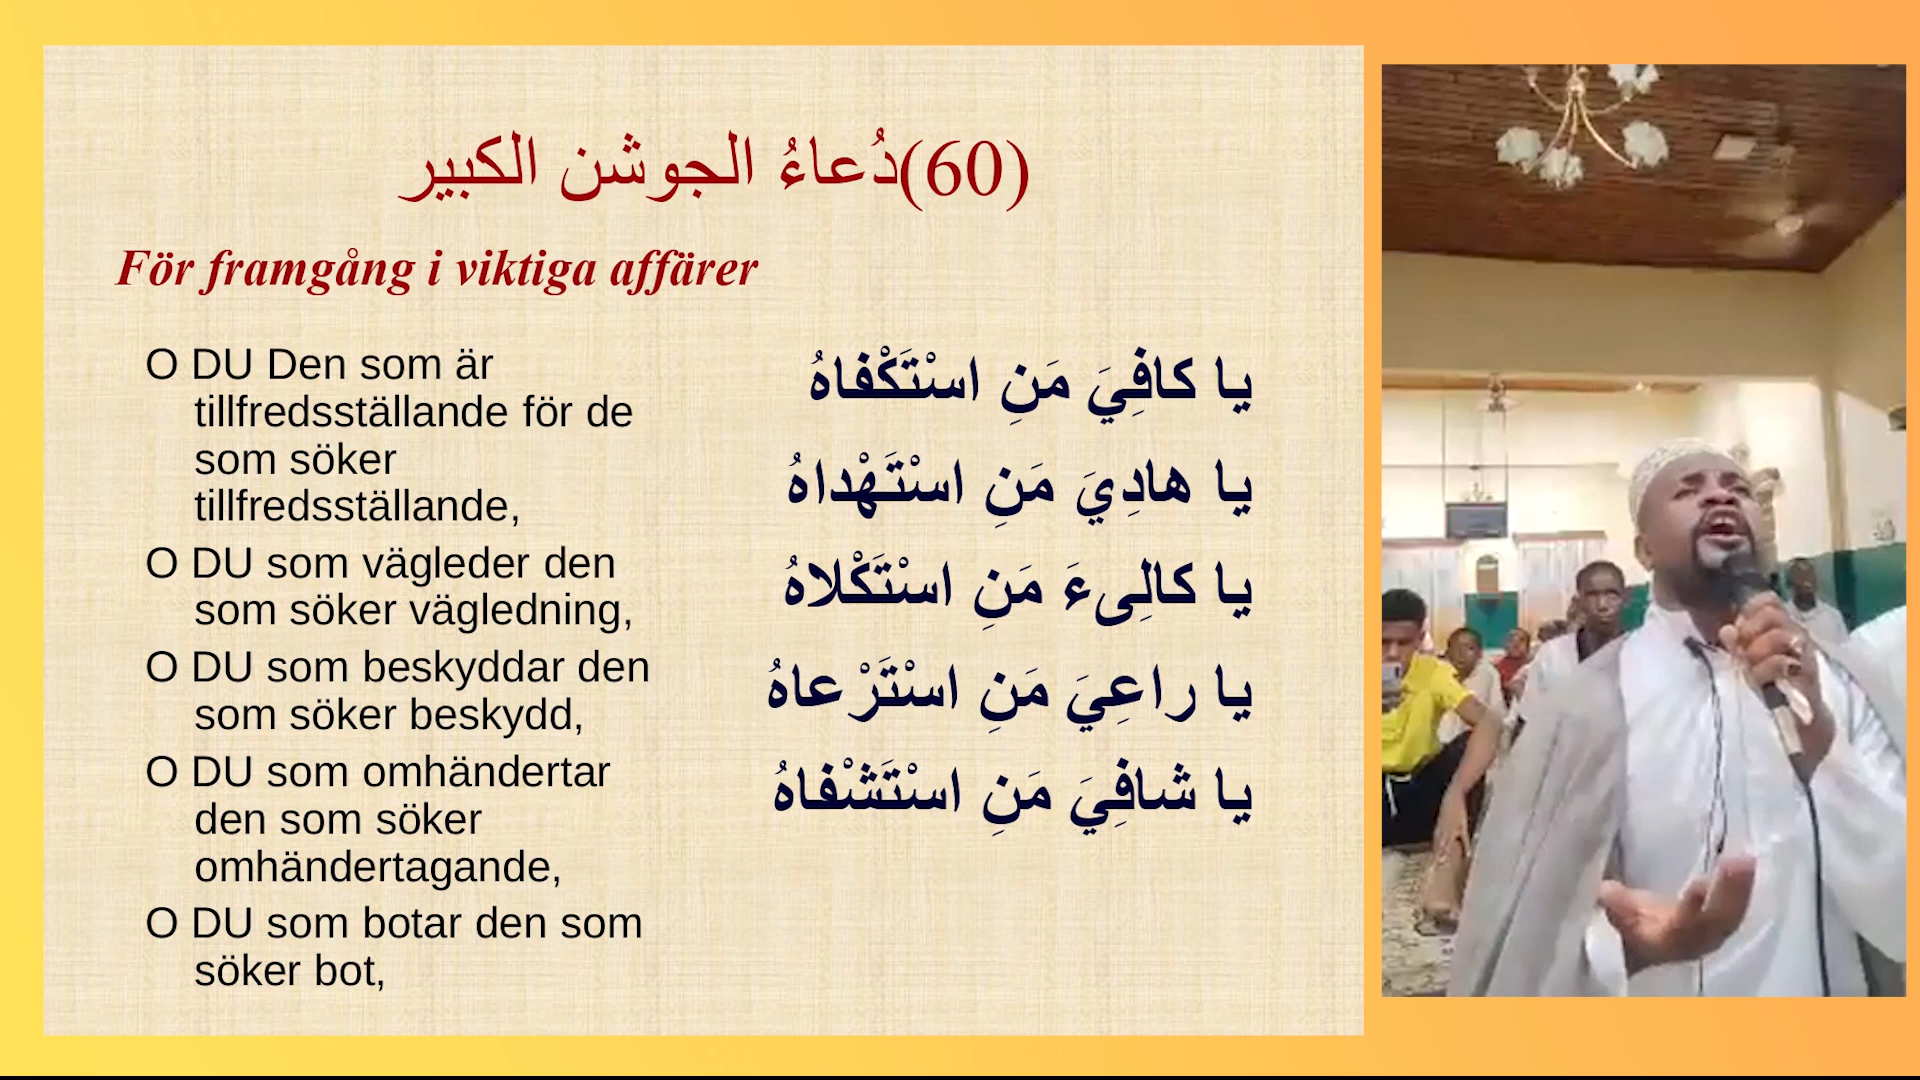 (60)دُعاءُ الجوشن الكبير
För framgång i viktiga affärer
O DU Den som är
tillfredsställande för de
som söker
tillfredsställande,
O DU som vägleder den
som söker vägledning,
O DU som beskyddar den
som söker beskydd,
O DU som omhändertar
den som söker
omhändertagande,
O DU som botar den som
söker bot,
يا كافِيَ مَنِ اسْتَكْفاهُ
يا هادِيَ مَنِ اسْتَهْداهُ
يا كالِىءَ مَنِ اسْتَكْلاهُ
يا راعِيَ مَنِ اسْتَرْعاهُ
يا شافِيَ مَنِ اسْتَشْفاهُ